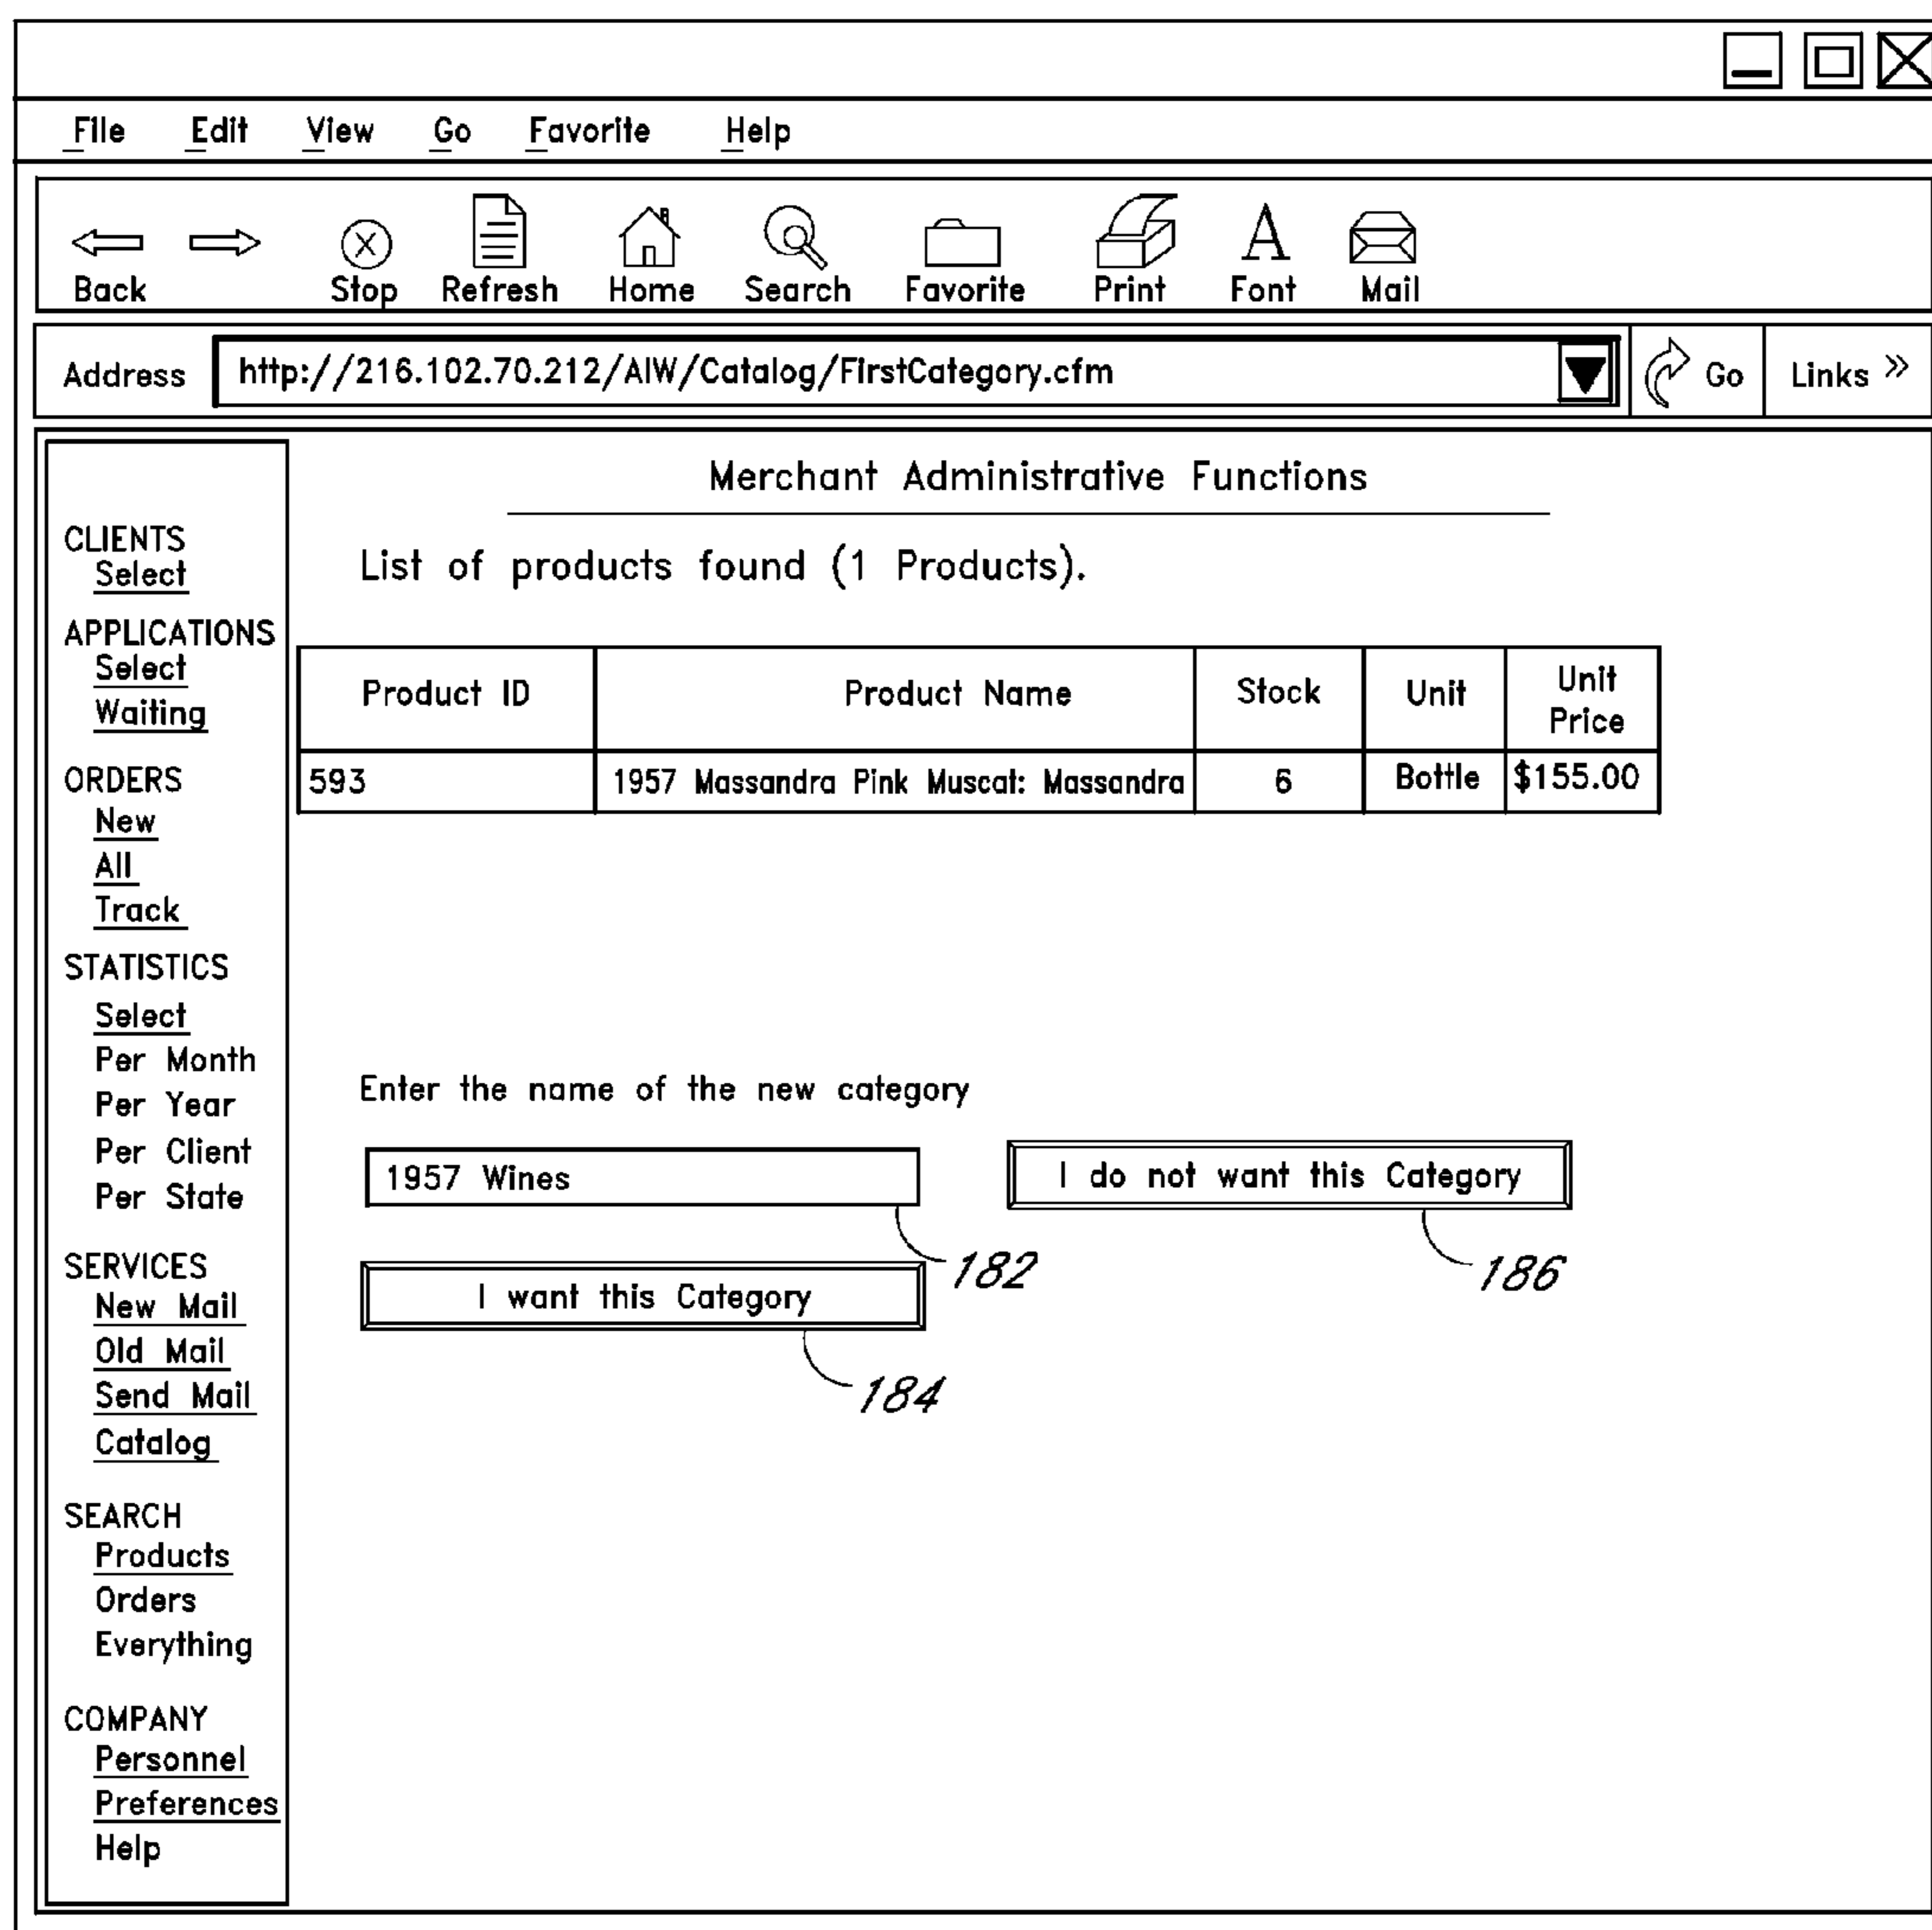 File Edit View Go Favorite Help
Back Stop Refresh Home Search Favorite Print Font Mail
Address http://216.102.70.212/AIW/Catalog/FirstCategory.cfm Go Links »
CLIENTS
Select
APPLICATIONS
Select
Waiting
ORDERS
New
All
Track
STATISTICS
Select
Per Month
Per Year
Per Client
Per State
SERVICES
New Mail
Old Mail
Send Mail
Catalog
SEARCH
Products
Orders
Everything
COMPANY
Personnel
Preferences
Help
Merchant Administrative Functions
List of products found (1 Products).
Product ID Product Name Stock Unit Unit Price
593 1957 Massandra Pink Muscat: Massandra 6 Bottle $155.00
Enter the name of the new category
1957 Wines I do not want this Category
182 186
I want this Category
184